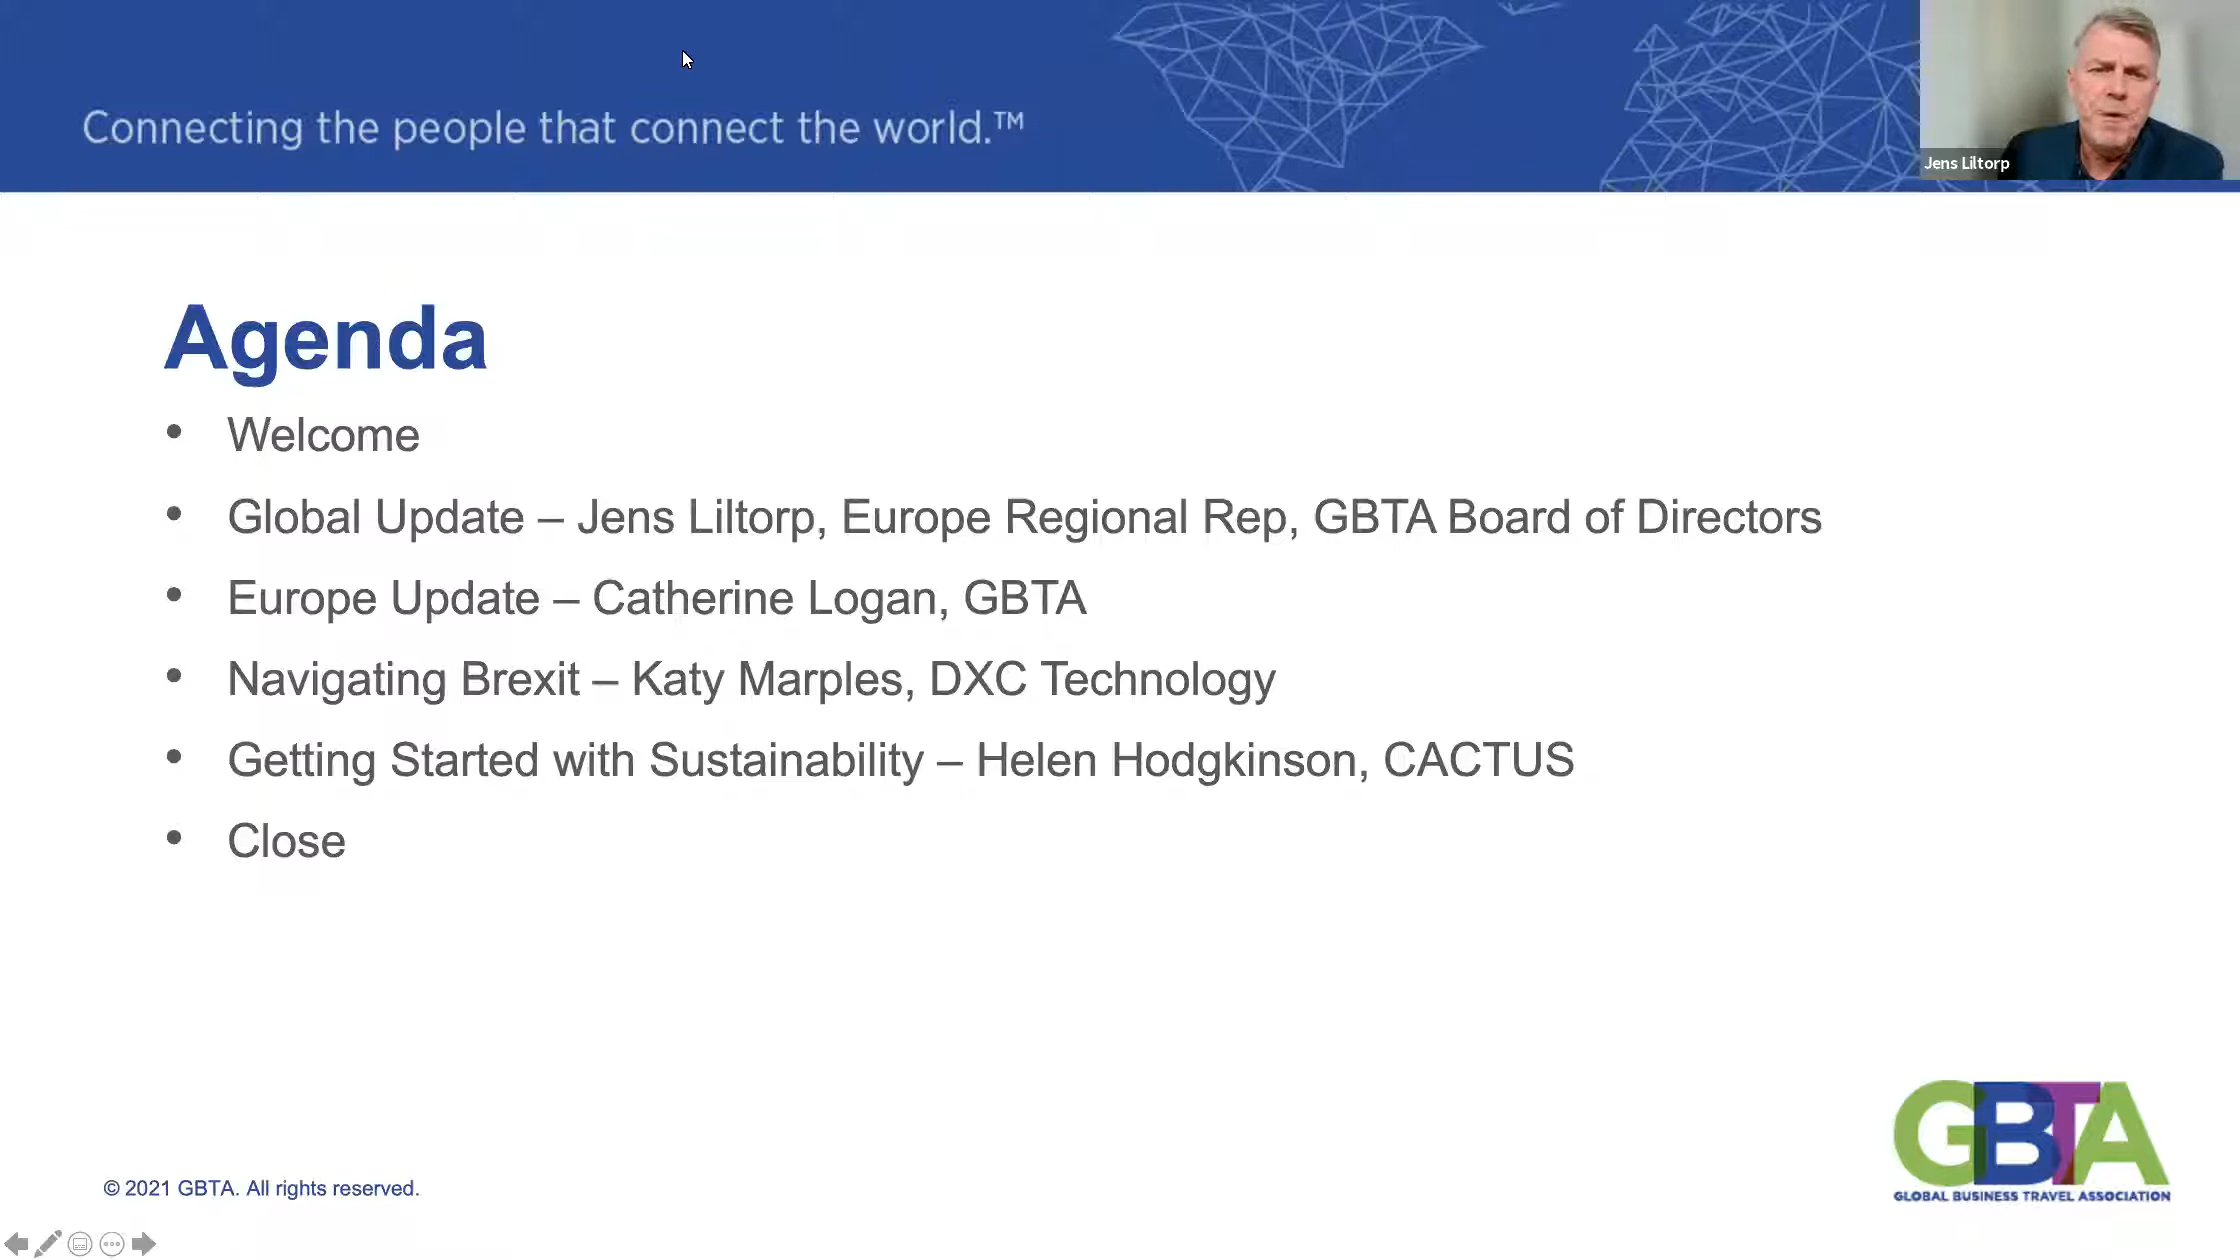 Connecting the people that connect the world.™
Jens Liltorp
Agenda
• Welcome
• Global Update – Jens Liltorp, Europe Regional Rep, GBTA Board of Directors
• Europe Update – Catherine Logan, GBTA
• Navigating Brexit – Katy Marples, DXC Technology
• Getting Started with Sustainability – Helen Hodgkinson, CACTUS
• Close
GBTA
GLOBAL BUSINESS TRAVEL ASSOCIATION
© 2021 GBTA. All rights reserved.